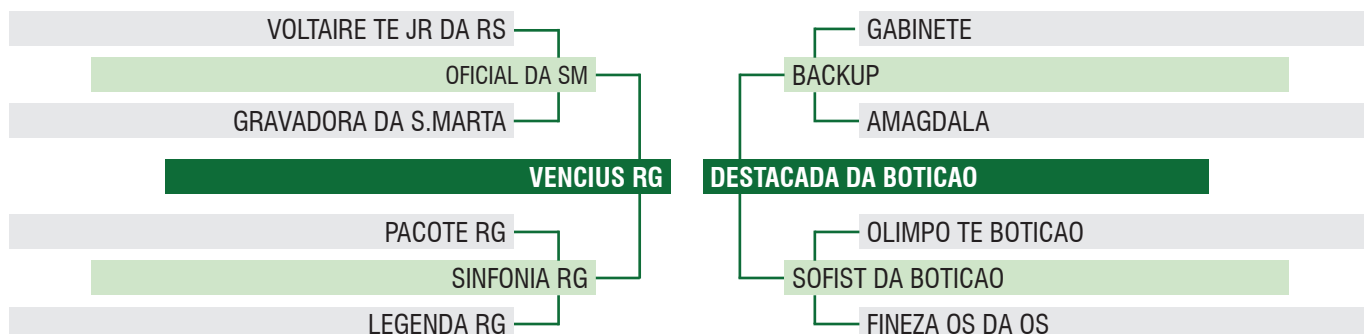 VOLTAIRE TE JR DA RS
OFICIAL DA SM
GRAVADORA DA S.MARTA
VENCIUS RG
PACOTE RG
SINFONIA RG
LEGENDA RG
GABINETE
BACKUP
AMAGDALA
DESTACADA DA BOTICAO
OLIMPO TE BOTICAO
SOFIST DA BOTICAO
FINEZA OS DA OS